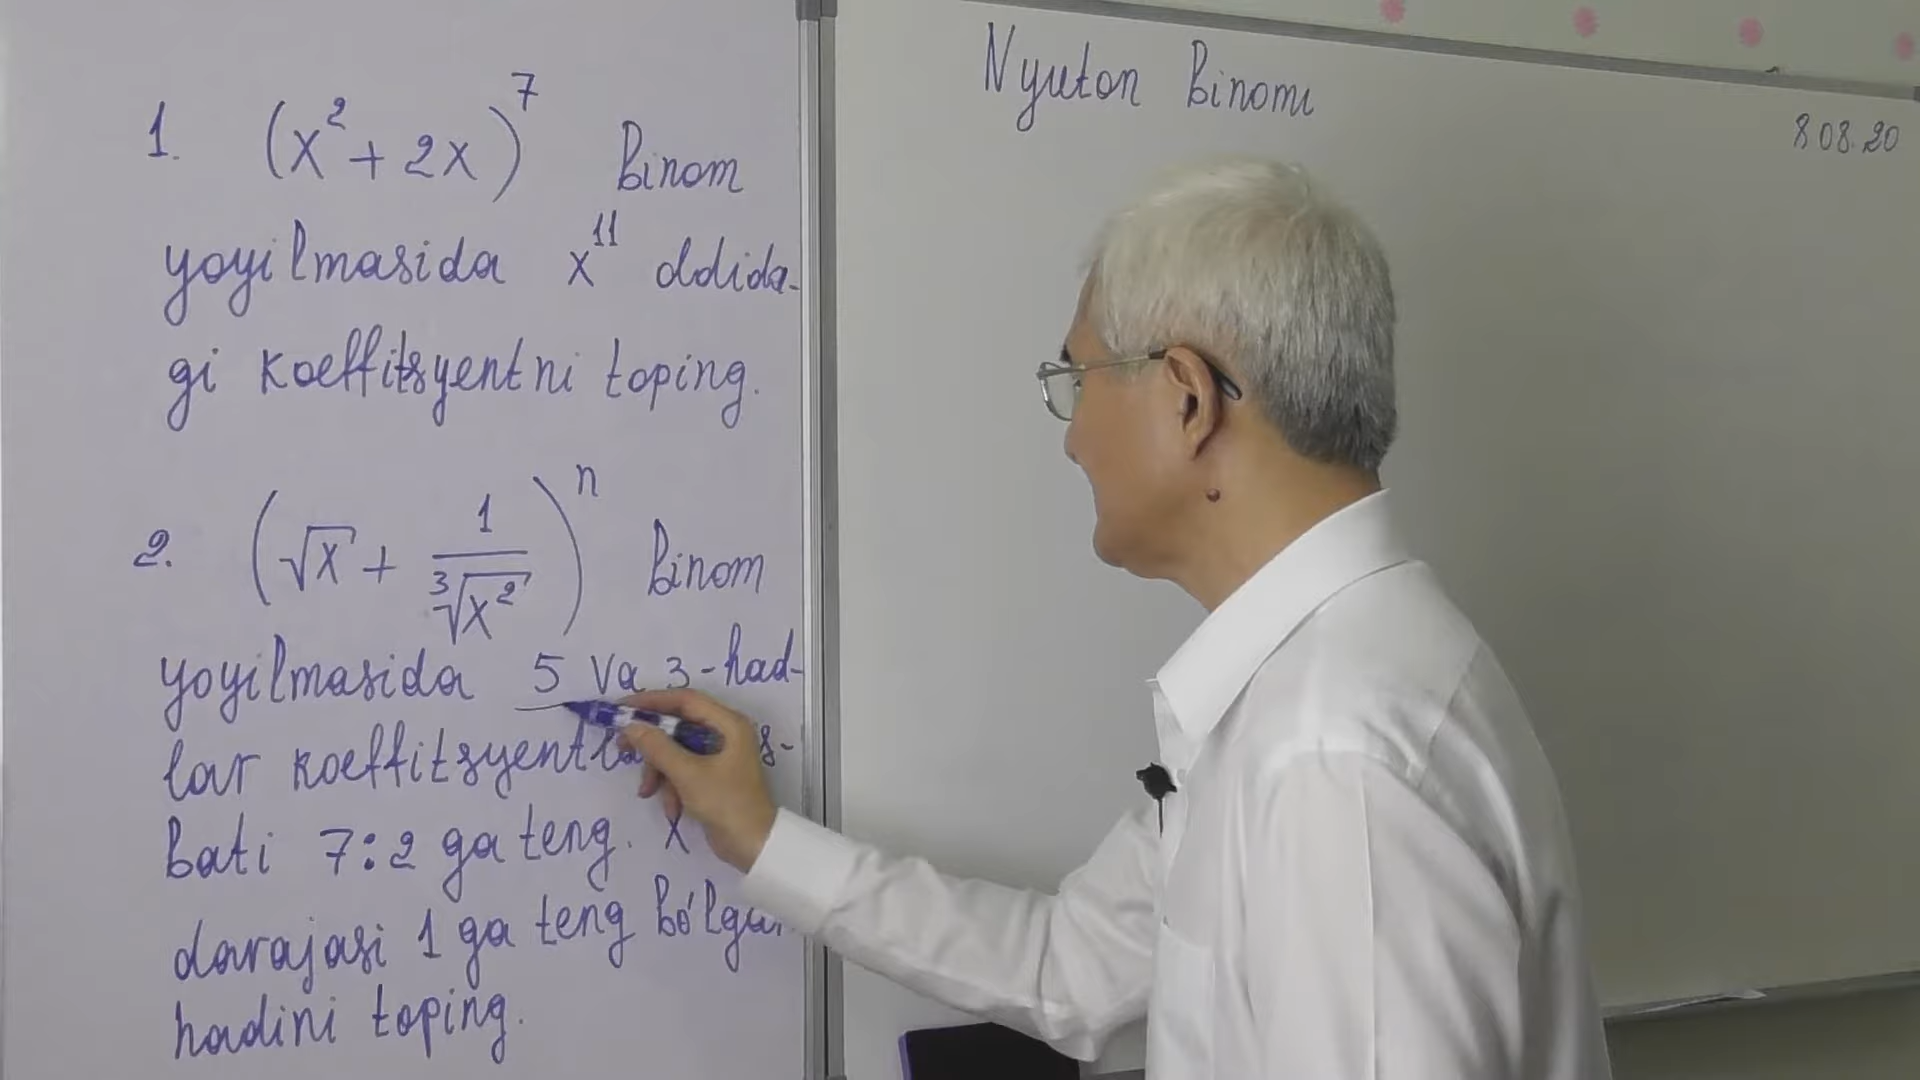 1. (x² + 2x)⁷ Binom
yoyilmasida x¹¹ oldida-
gi koeffitsyentni toping.
2. (√x + 1/∛x²)ⁿ Binom
yoyilmasida 5 va 3-had-
lar
bati 7:2 ga teng. x
darajasi 1 ga teng bo'lgan
hadini toping.
Nyuton Binomi
8 08.20